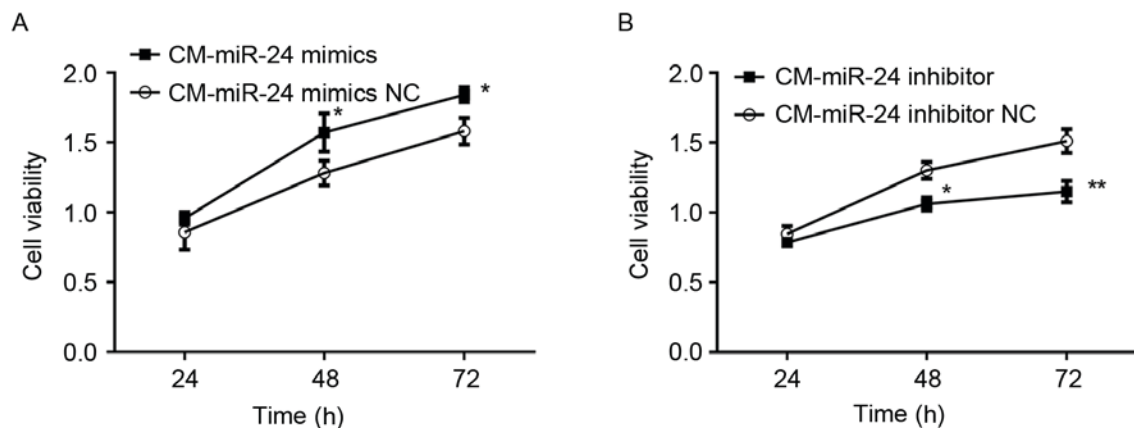 A
CM-miR-24 mimics
CM-miR-24 mimics NC
2.0
1.5
1.0
0.5
0.0
Cell viability
*
*
24 48 72
Time (h)
B
CM-miR-24 inhibitor
CM-miR-24 inhibitor NC
2.0
1.5
1.0
0.5
0.0
Cell viability
*
**
24 48 72
Time (h)